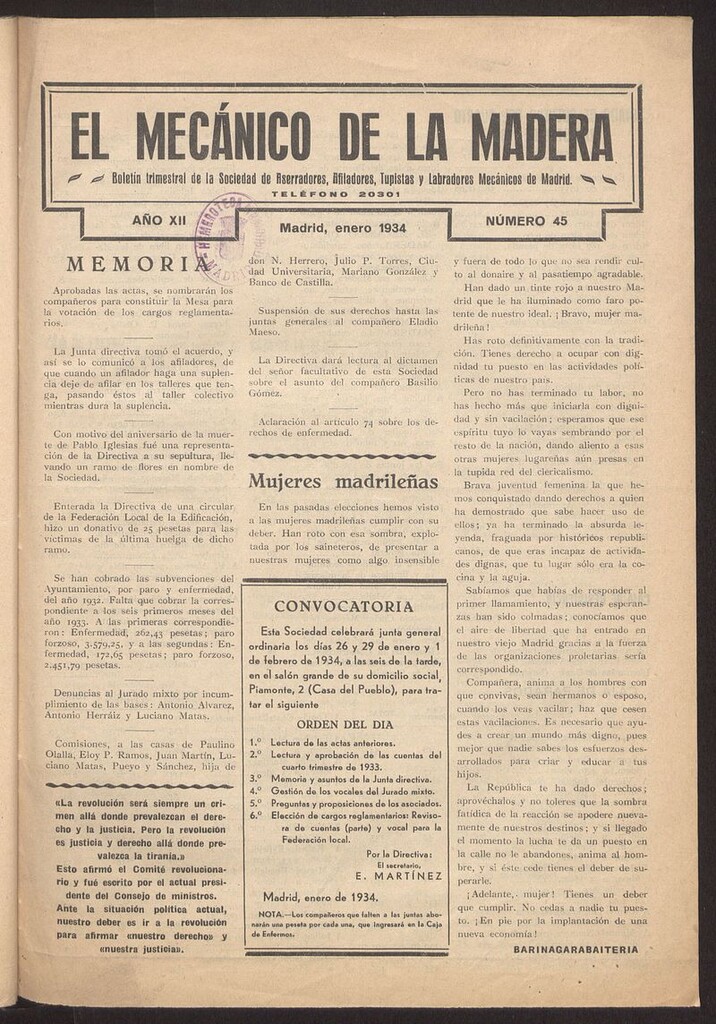 EL MECÁNICO DE LA MADERA
Boletín trimestral de la Sociedad de Aserradores, Afiladores, Tupistas y Labradores Mecánicos de Madrid.
TELÉFONO 20301
AÑO XII
Madrid, enero 1934
NÚMERO 45
HEMEROTECA
MADRID
MEMORIA
Aprobadas las actas, se nombrarán los
compañeros para constituir la Mesa para
la votación de los cargos reglamenta-
rios.
La Junta directiva tomó el acuerdo, y
así se lo comunicó a los afiladores, de
que cuando un afilador haga una suplen-
cia deje de afilar en los talleres que ten-
ga, pasando éstos al taller colectivo
mientras dura la suplencia.
Con motivo del aniversario de la muer-
te de Pablo Iglesias fué una representa-
ción de la Directiva a su sepultura, lle-
vando un ramo de flores en nombre de
la Sociedad.
Enterada la Directiva de una circular
de la Federación Local de la Edificación,
hizo un donativo de 25 pesetas para las
víctimas de la última huelga de dicho
ramo.
Se han cobrado las subvenciones del
Ayuntamiento, por paro y enfermedad,
del año 1932. Falta que cobrar la corres-
pondiente a los seis primeros meses del
año 1933. A las primeras correspondie-
ron: Enfermedad, 262,43 pesetas; paro
forzoso, 3.579,25, y a las segundas: En-
fermedad, 172,65 pesetas; paro forzoso,
2.451,79 pesetas.
Denuncias al Jurado mixto por incum-
plimiento de las bases: Antonio Alvarez,
Antonio Herráiz y Luciano Matas.
Comisiones, a las casas de Paulino
Olalla, Eloy P. Ramos, Juan Martín, Lu-
ciano Matas, Pueyo y Sánchez, hija de
«La revolución será siempre un cri-
men allá donde prevalezcan el dere-
cho y la justicia. Pero la revolución
es justicia y derecho allá donde pre-
valezca la tiranía.»
Esto afirmó el Comité revoluciona-
rio y fué escrito por el actual presi-
dente del Consejo de ministros.
Ante la situación política actual,
nuestro deber es ir a la revolución
para afirmar «nuestro derecho» y
«nuestra justicia».
don N. Herrero, Julio P. Torres, Ciu-
dad Universitaria, Mariano González y
Banco de Castilla.
Suspensión de sus derechos hasta las
juntas generales al compañero Eladio
Maeso.
La Directiva dará lectura al dictamen
del señor facultativo de esta Sociedad
sobre el asunto del compañero Basilio
Gómez.
Aclaración al artículo 74 sobre los de-
rechos de enfermedad.
Mujeres madrileñas
En las pasadas elecciones hemos visto
a las mujeres madrileñas cumplir con su
deber. Han roto con esa sombra, explo-
tada por los saineteros, de presentar a
nuestras mujeres como algo insensible
CONVOCATORIA
Esta Sociedad celebrará junta general
ordinaria los días 26 y 29 de enero y 1
de febrero de 1934, a las seis de la tarde,
en el salón grande de su domicilio social,
Piamonte, 2 (Casa del Pueblo), para tra-
tar el siguiente
ORDEN DEL DIA
1.º Lectura de las actas anteriores.
2.º Lectura y aprobación de las cuentas del
cuarto trimestre de 1933.
3.º Memoria y asuntos de la Junta directiva.
4.º Gestión de los vocales del Jurado mixto.
5.º Preguntas y proposiciones de los asociados.
6.º Elección de cargos reglamentarios: Reviso-
ra de cuentas (parte) y vocal para la
Federación local.
Por la Directiva:
El secretario,
E. MARTÍNEZ
Madrid, enero de 1934.
NOTA.—Los compañeros que falten a las juntas abo-
narán una peseta por cada una, que ingresará en la Caja
de Enfermos.
y fuera de todo lo que no sea rendir cul-
to al donaire y al pasatiempo agradable.
Han dado un tinte rojo a nuestro Ma-
drid que le ha iluminado como faro po-
tente de nuestro ideal. ¡Bravo, mujer ma-
drileña!
Has roto definitivamente con la tradi-
ción. Tienes derecho a ocupar con dig-
nidad tu puesto en las actividades polí-
ticas de nuestro país.
Pero no has terminado tu labor, no
has hecho más que iniciarla con digni-
dad y sin vacilación; esperamos que ese
espíritu tuyo lo vayas sembrando por el
resto de la nación, dando aliento a esas
otras mujeres lugareñas aún presas en
la tupida red del clericalismo.
Brava juventud femenina la que he-
mos conquistado dando derechos a quien
ha demostrado que sabe hacer uso de
ellos; ya ha terminado la absurda le-
yenda, fraguada por históricos republi-
canos, de que eras incapaz de activida-
des dignas, que tu lugar sólo era la co-
cina y la aguja.
Sabíamos que habías de responder al
primer llamamiento, y nuestras esperan-
zas han sido colmadas; conocíamos que
el aire de libertad que ha entrado en
nuestro viejo Madrid gracias a la fuerza
de las organizaciones proletarias sería
correspondido.
Compañera, anima a los hombres con
que convivas, sean hermanos o esposo,
cuando los veas vacilar; haz que cesen
estas vacilaciones. Es necesario que ayu-
des a crear un mundo más digno, pues
mejor que nadie sabes los esfuerzos des-
arrollados para criar y educar a tus
hijos.
La República te ha dado derechos;
aprovéchalos y no toleres que la sombra
fatídica de la reacción se apodere nueva-
mente de nuestros destinos; y si llegado
el momento la lucha te da un puesto en
la calle no le abandones, anima al hom-
bre, y si éste cede tienes el deber de su-
perarle.
¡Adelante, mujer! Tienes un deber
que cumplir. No cedas a nadie tu pues-
to. ¡En pie por la implantación de una
nueva economía!
BARINAGARABAITERIA